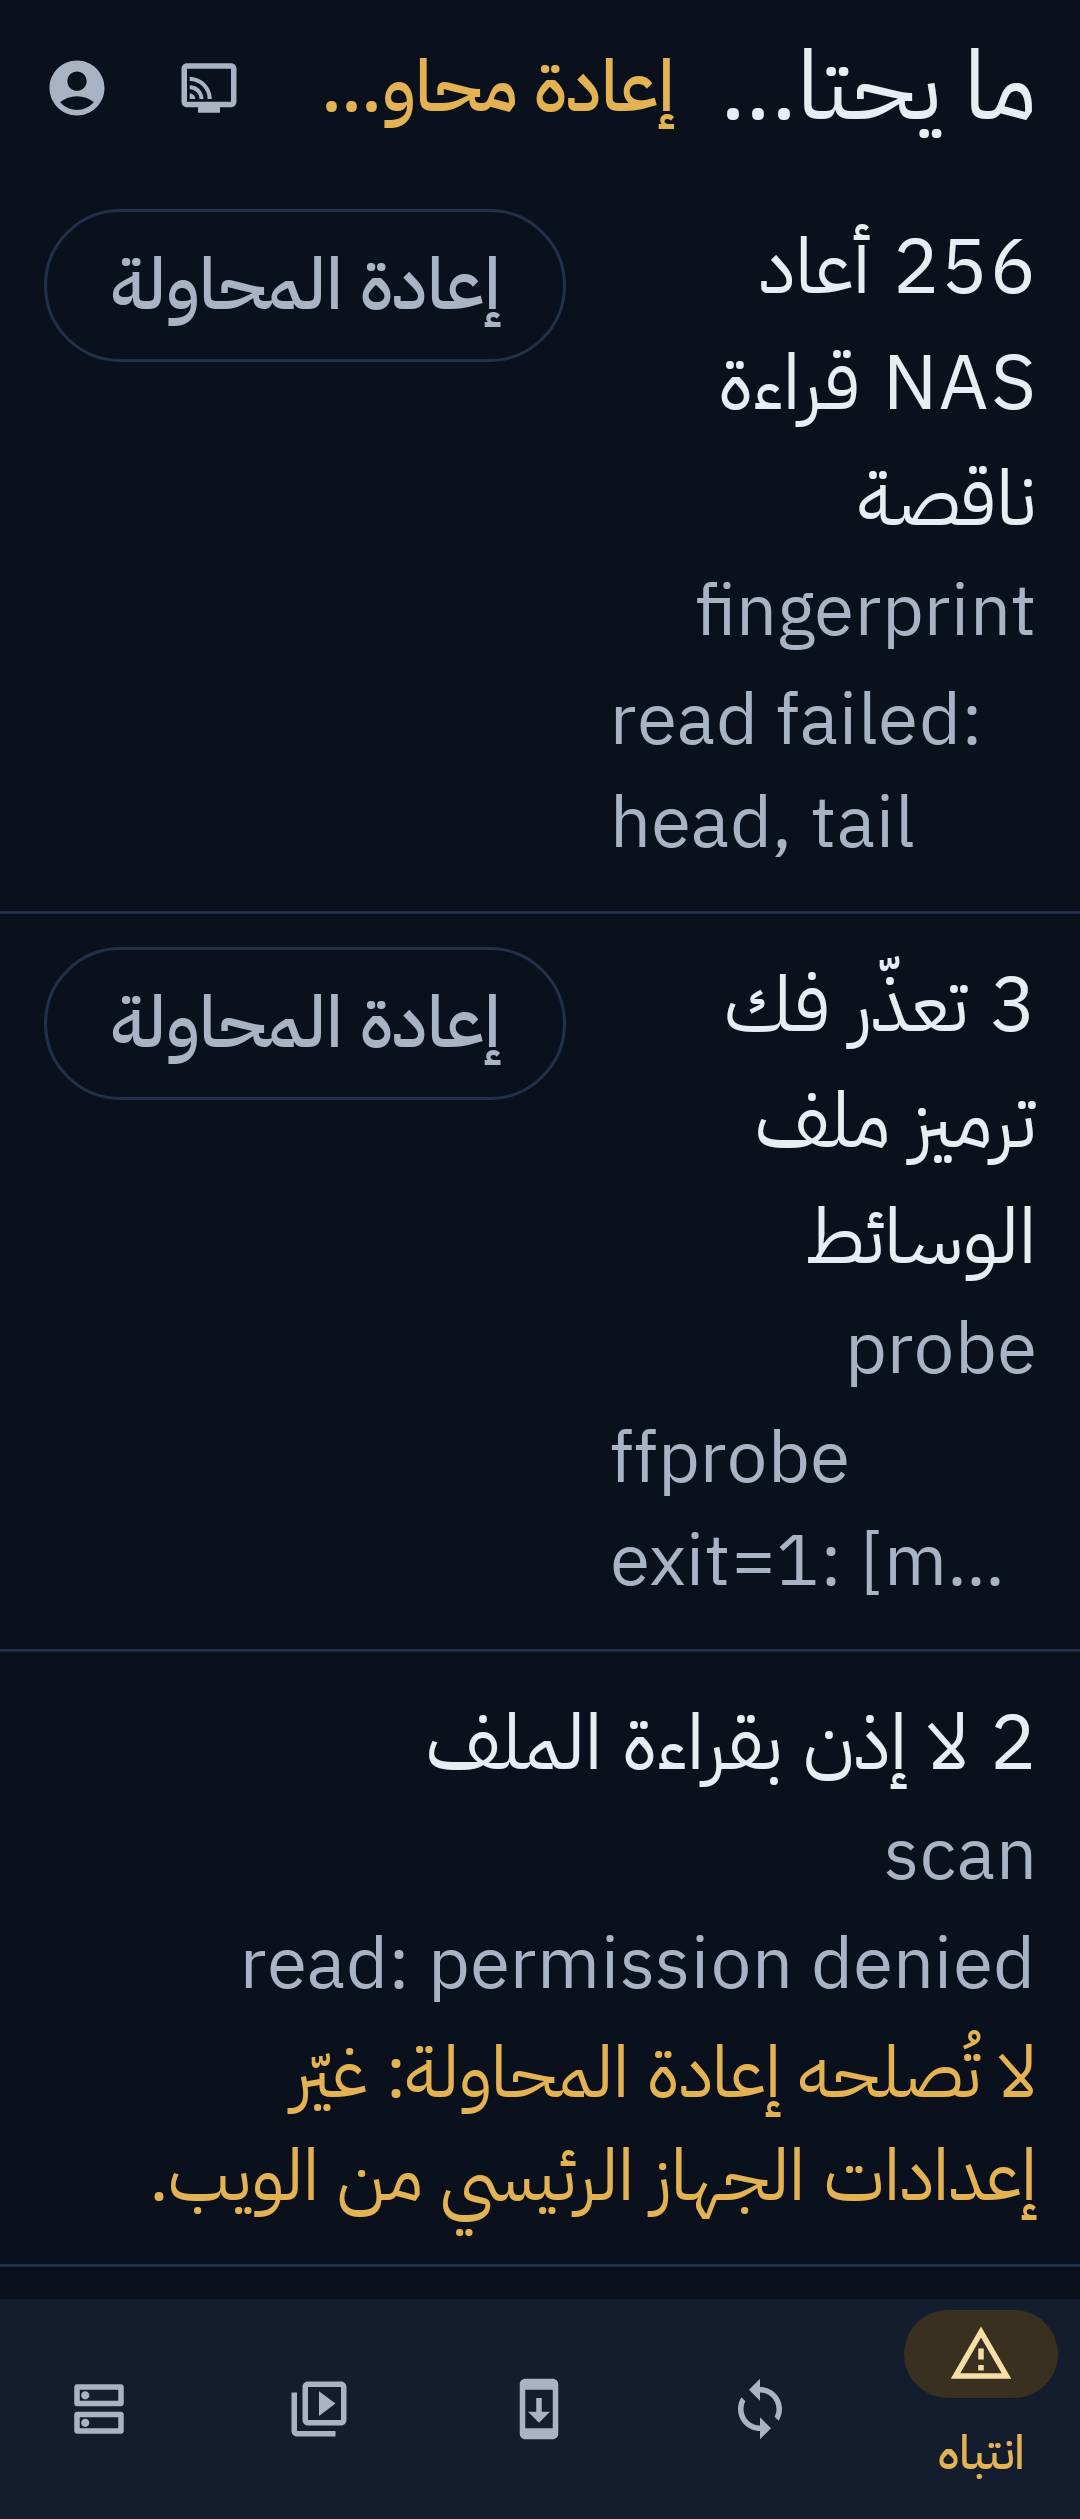 ما يحتا...
إعادة محاو...
256 أعاد
NAS قراءة
ناقصة
fingerprint
read failed:
head, tail
إعادة المحاولة
3 تعذّر فك
ترميز ملف
الوسائط
probe
ffprobe
exit=1: [m...
إعادة المحاولة
2 لا إذن بقراءة الملف
scan
read: permission denied
لا تُصلحه إعادة المحاولة: غيّر
إعدادات الجهاز الرئيسي من الويب.
انتباه